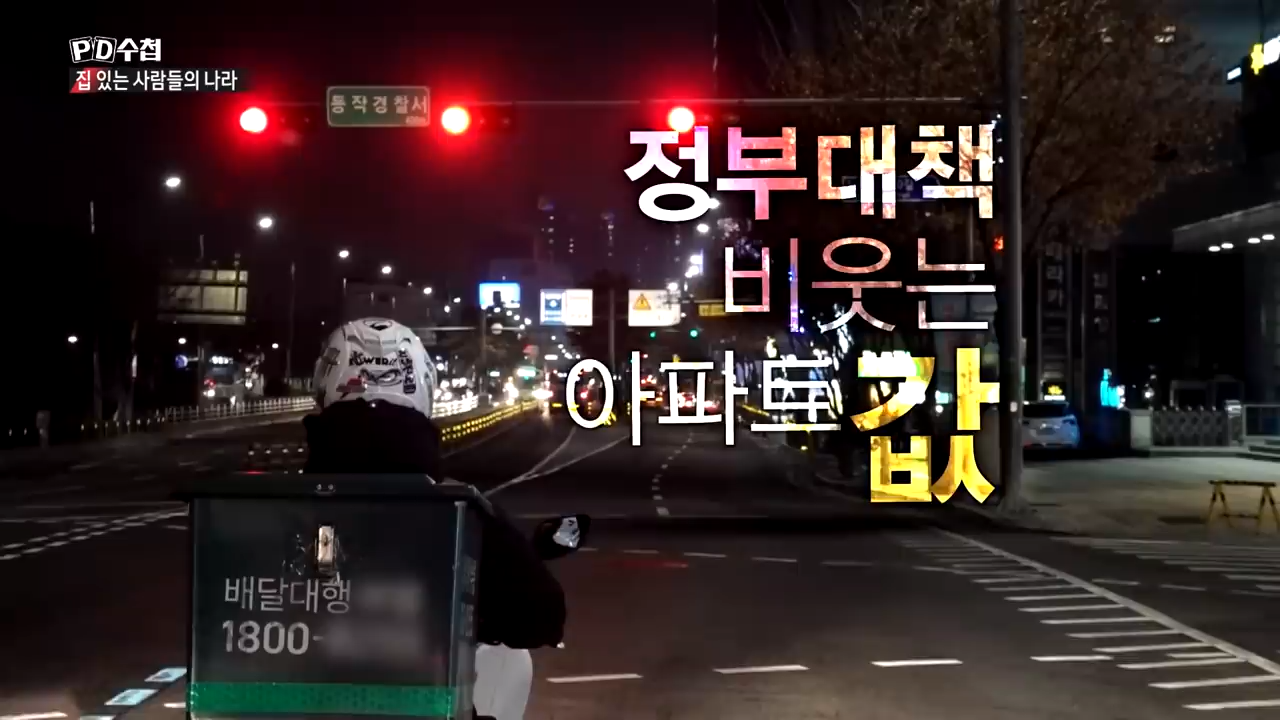 PD수첩
집 있는 사람들의 나라
동작경찰서
정부대책
비웃는
아파트값
배달대행
1800-